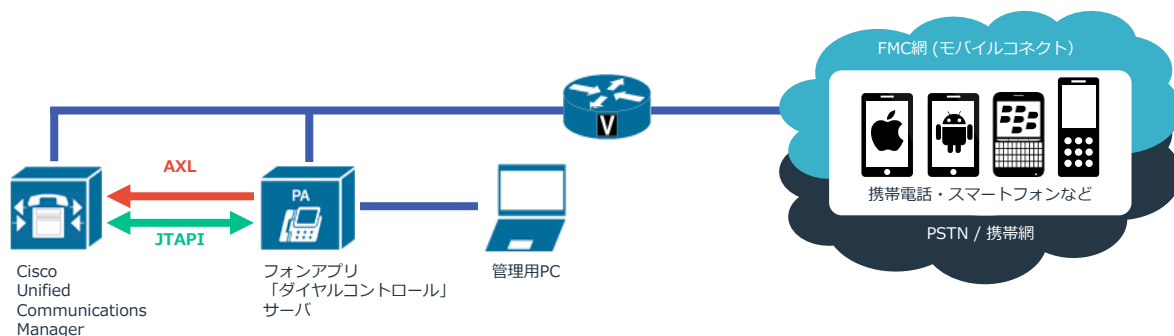 FMC網 (モバイルコネクト）
V
AXL
PA
JTAPI
携帯電話・スマートフォンなど
PSTN / 携帯網
Cisco
Unified
Communications
Manager
フォンアプリ
「ダイヤルコントロール」
サーバ
管理用PC